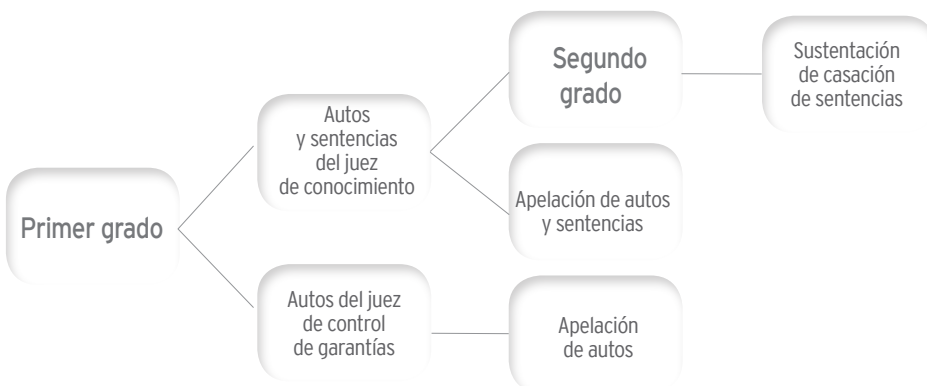 Primer grado
Autos
y sentencias
del juez
de conocimiento
Autos del juez
de control
de garantías
Segundo
grado
Apelación de autos
y sentencias
Apelación
de autos
Sustentación
de casación
de sentencias